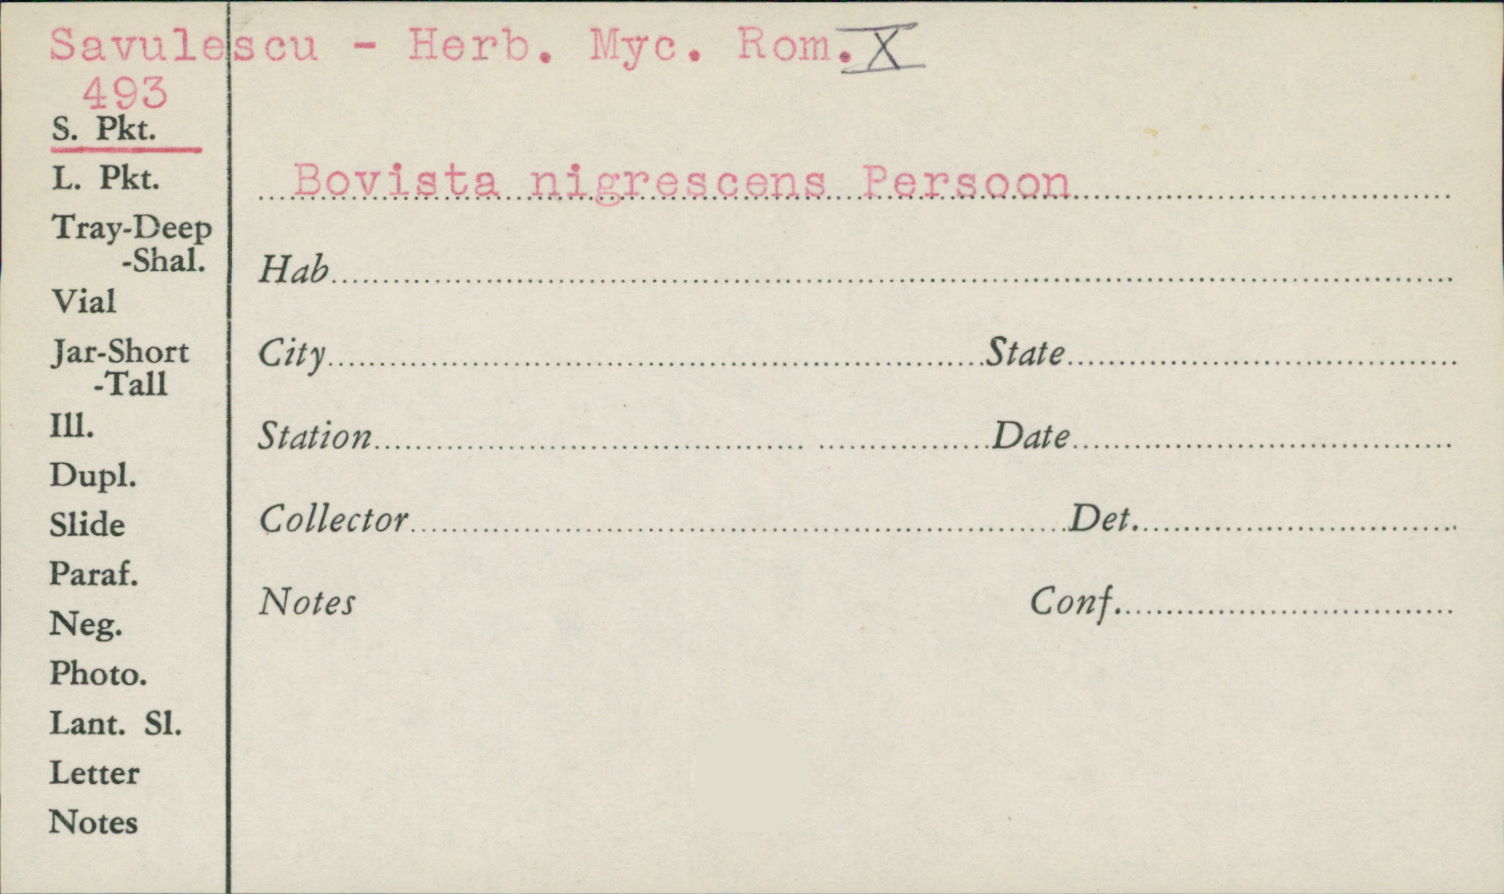 Savulescu - Herb. Myc. Rom. X
493
S. Pkt.
L. Pkt.
Bovista nigrescens Persoon
Tray-Deep
-Shal.
Hab
Vial
City State
Jar-Short
-Tall
Ill.
Station Date
Dupl.
Slide
Collector Det.
Paraf.
Notes Conf.
Neg.
Photo.
Lant. Sl.
Letter
Notes